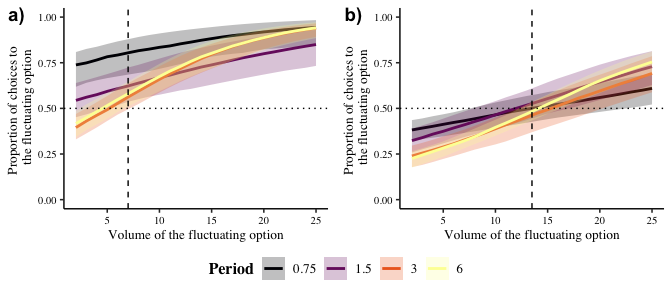 a)
Proportion of choices to
the fluctuating option
1.00
0.75
0.50
0.25
0.00
5 10 15 20 25
Volume of the fluctuating option
b)
Proportion of choices to
the fluctuating option
1.00
0.75
0.50
0.25
0.00
5 10 15 20 25
Volume of the fluctuating option
Period 0.75 1.5 3 6